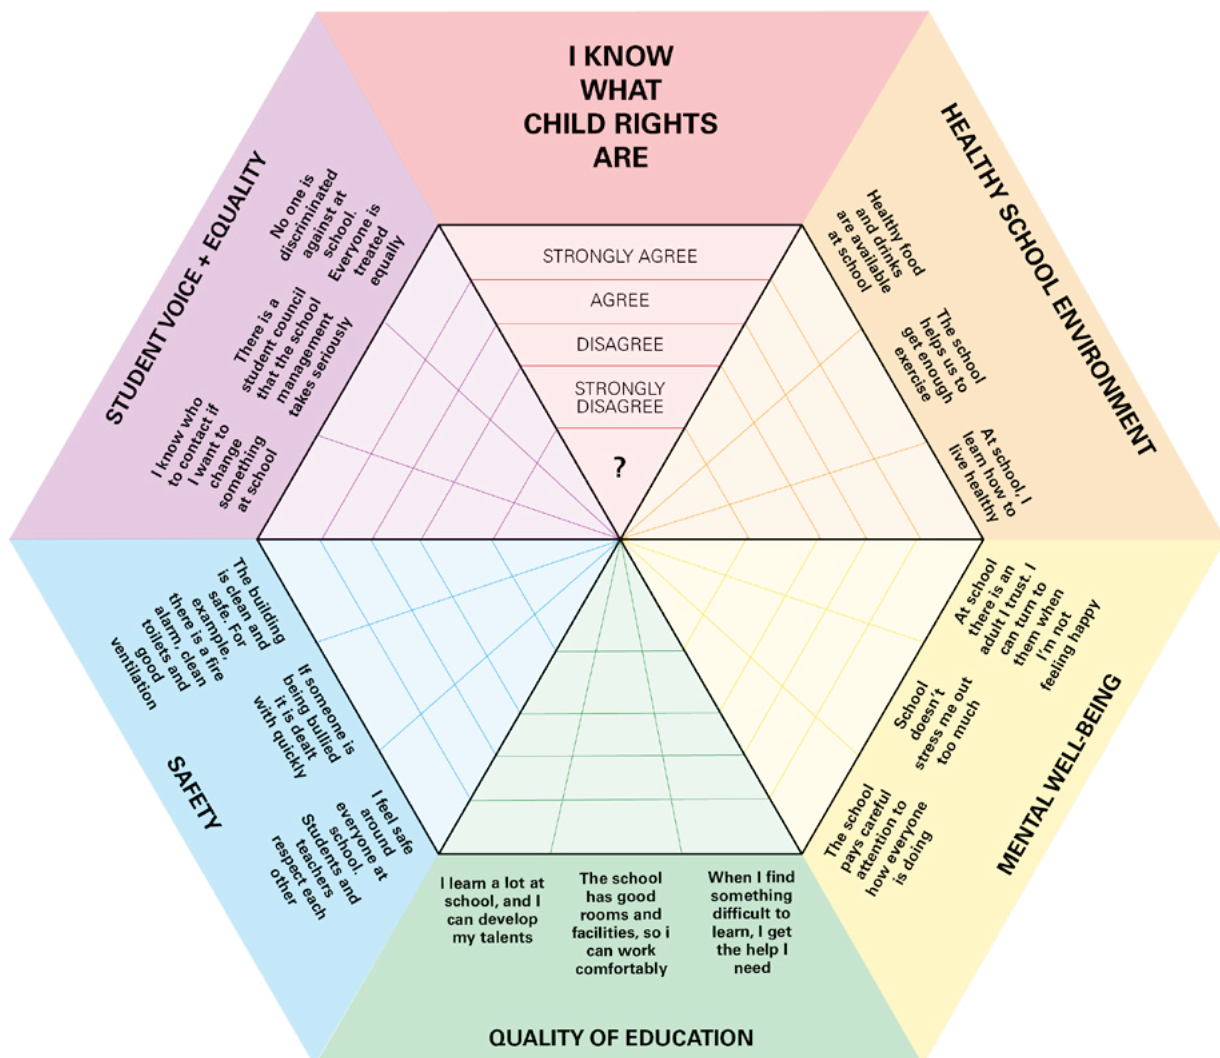 I KNOW
WHAT
CHILD RIGHTS
ARE
STRONGLY AGREE
AGREE
DISAGREE
STRONGLY
DISAGREE
?
HEALTHY SCHOOL ENVIRONMENT
Healthy food
and drinks
are available
at school
The school
helps us to
get enough
exercise
At school, I
learn how to
live healthy
MENTAL WELL-BEING
At school
there is an
adult I trust. I
can turn to
them when
I'm not
feeling happy
School
doesn't
stress me out
too much
The school
pays careful
attention to
how everyone
is doing
QUALITY OF EDUCATION
I learn a lot at
school, and I
can develop
my talents
The school
has good
rooms and
facilities, so i
can work
comfortably
When I find
something
difficult to
learn, I get
the help I
need
SAFETY
The building
is clean and
safe. For
example,
there is a fire
alarm, clean
toilets and
good
ventilation
If someone is
being bullied
it is dealt
with quickly
I feel safe
around
everyone at
school.
Students and
teachers
respect each
other
STUDENT VOICE + EQUALITY
No one is
discriminated
against at
school.
Everyone is
treated
equally
There is a
student council
that the school
management
takes seriously
I know who
to contact if
I want to
change
something
at school